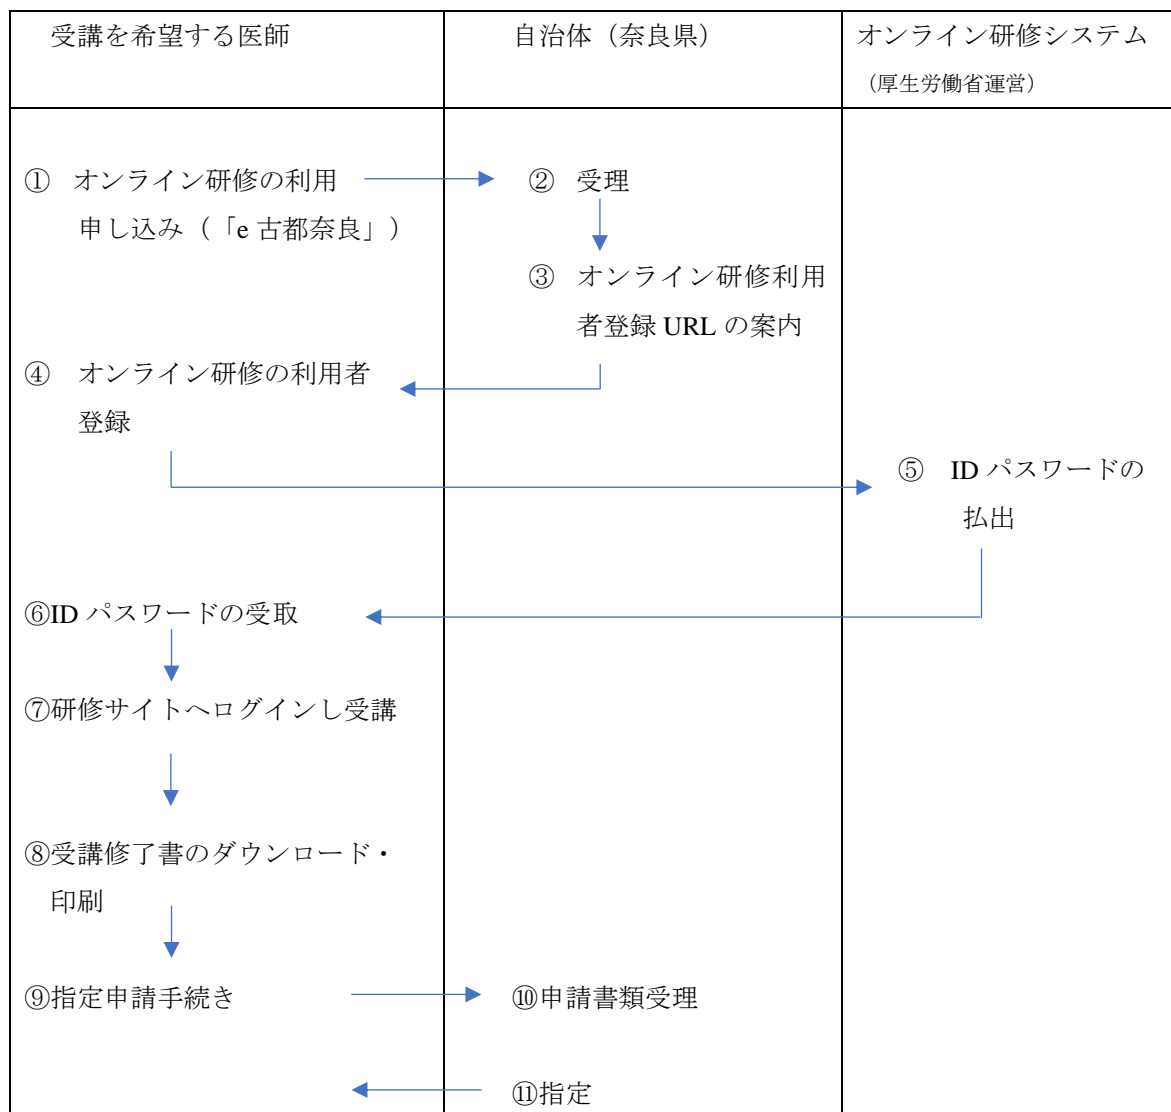 受講を希望する医師
自治体（奈良県）
オンライン研修システム
（厚生労働省運営）
① オンライン研修の利用
申し込み（「e 古都奈良」）
② 受理
③ オンライン研修利用
者登録 URL の案内
④ オンライン研修の利用者
登録
⑤ ID パスワードの
払出
⑥ID パスワードの受取
⑦研修サイトへログインし受講
⑧受講修了書のダウンロード・
印刷
⑨指定申請手続き
⑩申請書類受理
⑪指定